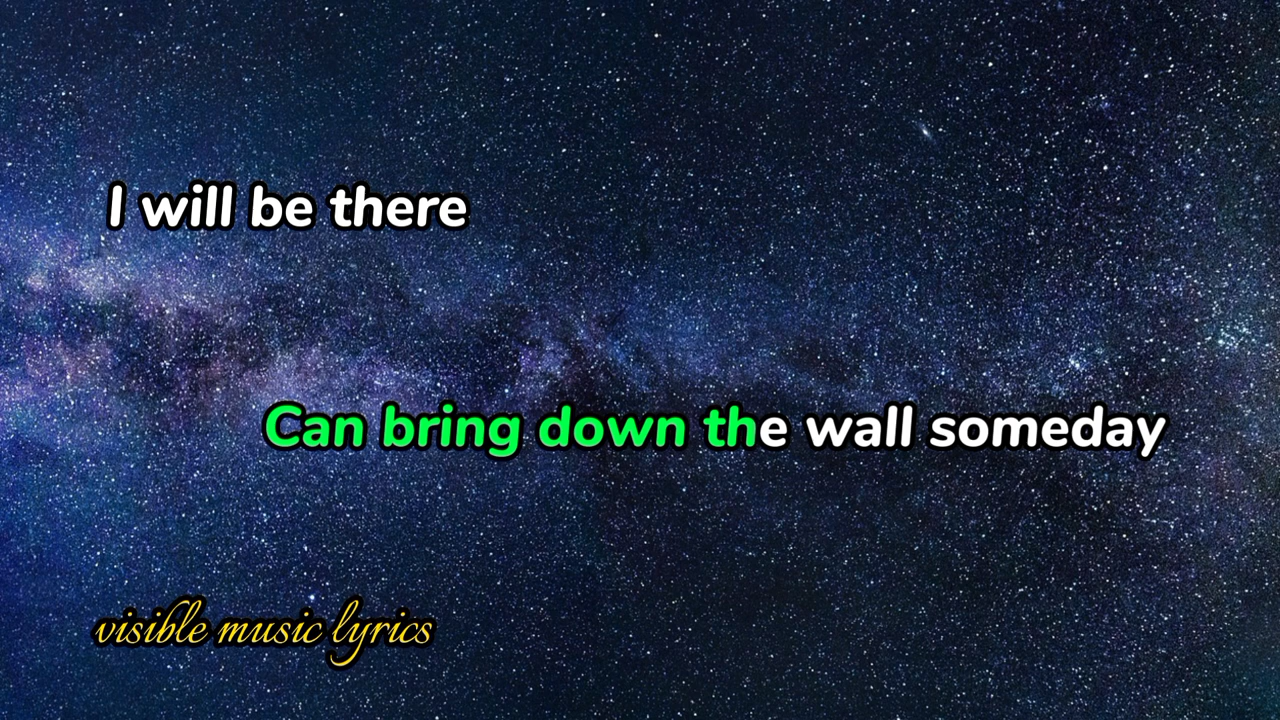 I will be there
Can bring down the wall someday
visible music lyrics